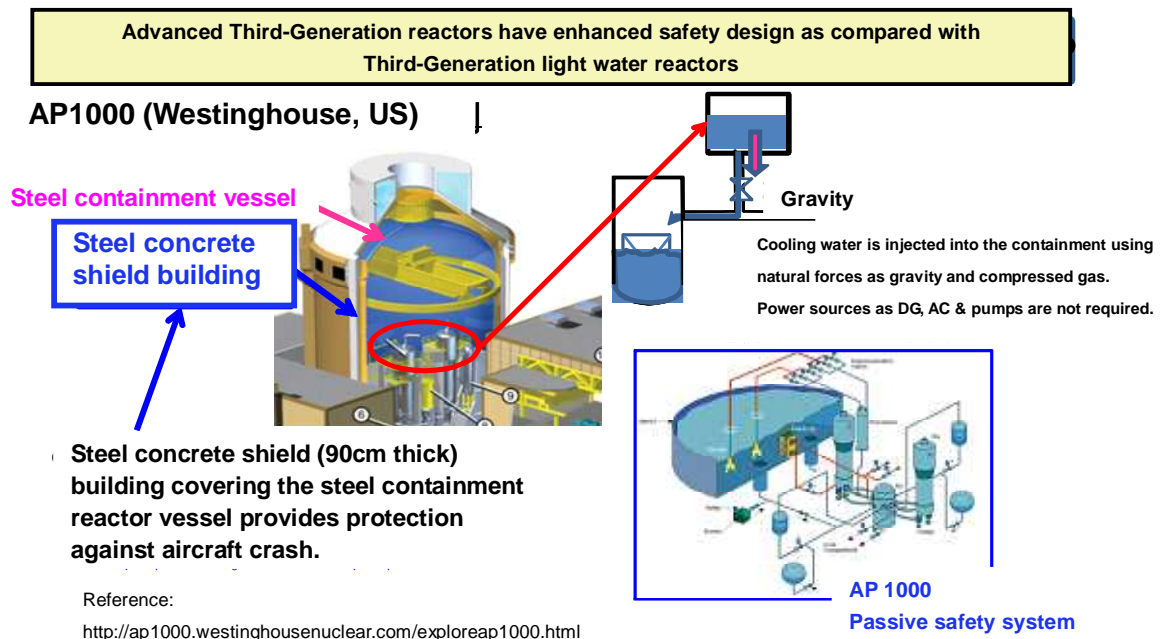 Advanced Third-Generation reactors have enhanced safety design as compared with
Third-Generation light water reactors
AP1000 (Westinghouse, US)
Steel containment vessel
Steel concrete
shield building
Gravity
Cooling water is injected into the containment using
natural forces as gravity and compressed gas.
Power sources as DG, AC & pumps are not required.
9
6
Steel concrete shield (90cm thick)
building covering the steel containment
reactor vessel provides protection
against aircraft crash.
AP 1000
Passive safety system
Reference:
http://ap1000.westinghousenuclear.com/exploreap1000.html